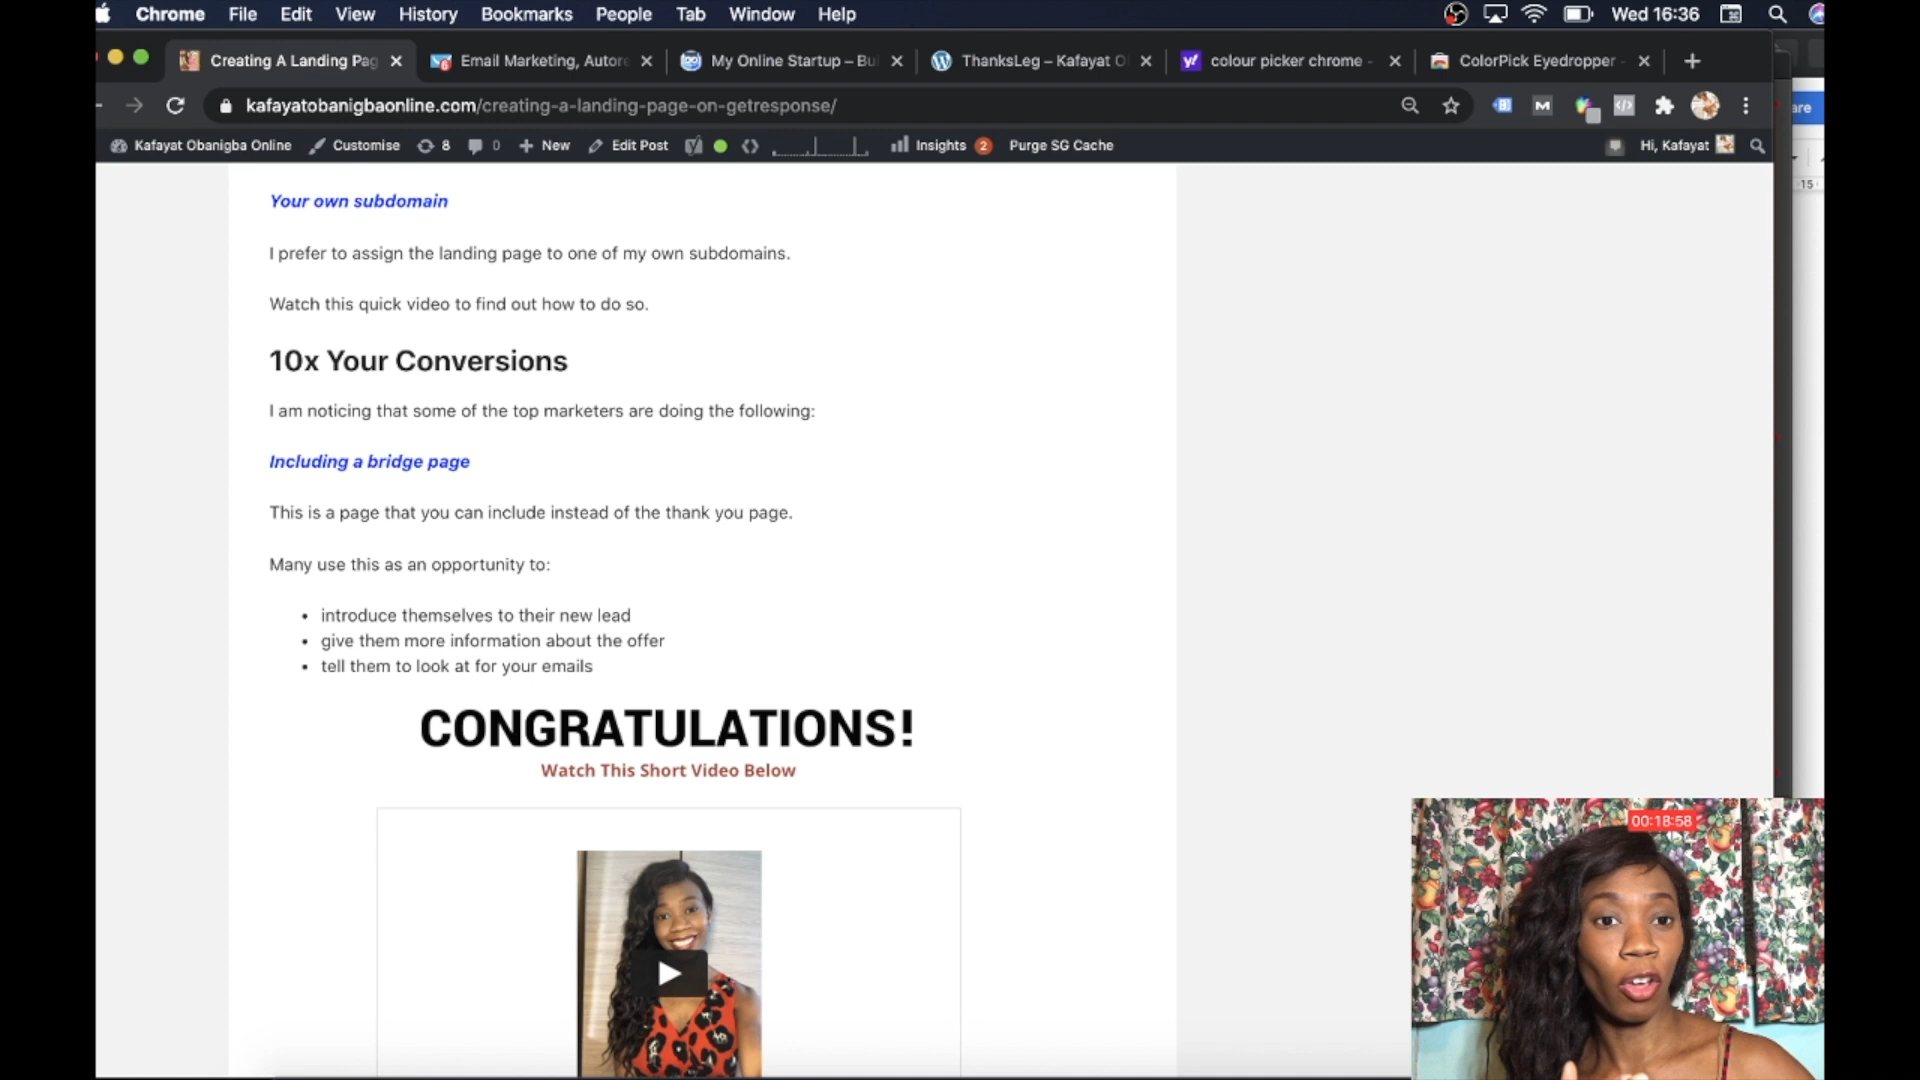 Chrome File Edit View History Bookmarks People Tab Window Help Wed 16:36
Creating A Landing Pag Email Marketing, Autore My Online Startup – Bu ThanksLeg – Kafayat O colour picker chrome - ColorPick Eyedropper -
kafayatobanigbaonline.com/creating-a-landing-page-on-getresponse/
Kafayat Obanigba Online Customise 8 0 New Edit Post Insights 2 Purge SG Cache Hi, Kafayat
Your own subdomain
I prefer to assign the landing page to one of my own subdomains.
Watch this quick video to find out how to do so.
10x Your Conversions
I am noticing that some of the top marketers are doing the following:
Including a bridge page
This is a page that you can include instead of the thank you page.
Many use this as an opportunity to:
• introduce themselves to their new lead
• give them more information about the offer
• tell them to look at for your emails
CONGRATULATIONS!
Watch This Short Video Below
00:18:58